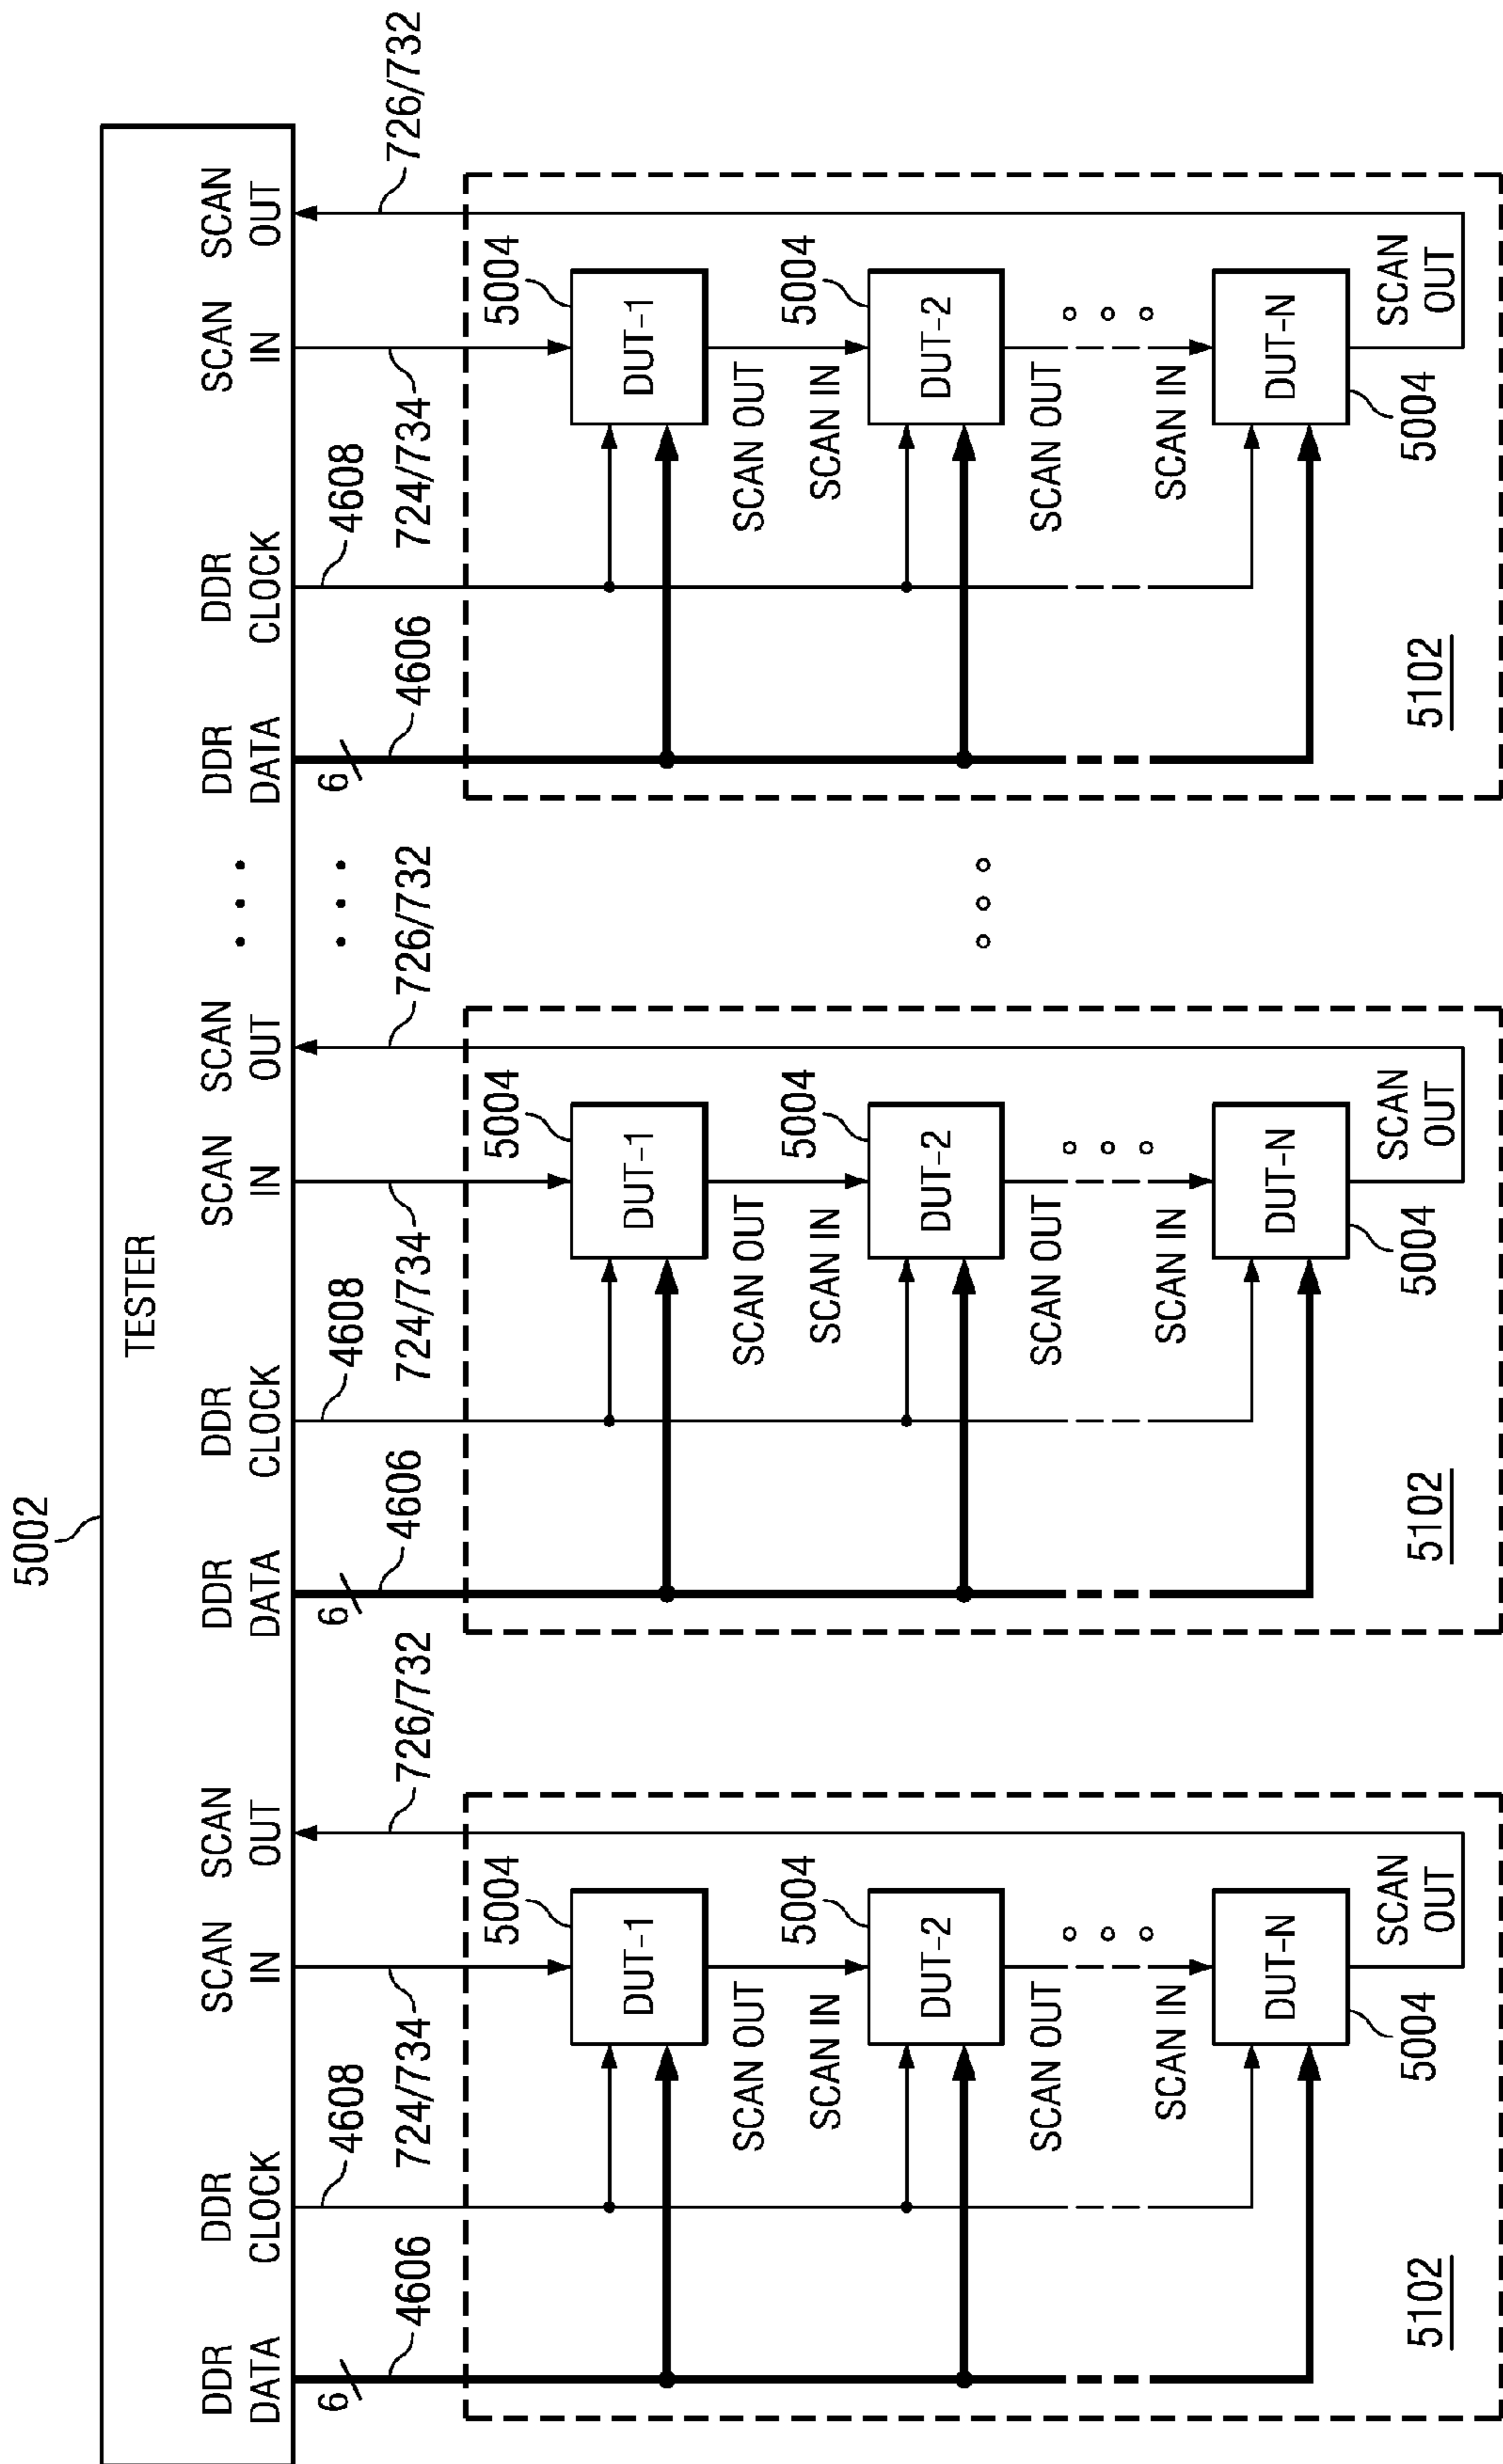 5002
TESTER
DDR DATA
DDR CLOCK
SCAN IN
SCAN OUT
DDR DATA
DDR CLOCK
SCAN IN
SCAN OUT
DDR DATA
DDR CLOCK
SCAN IN
SCAN OUT
6
4606
4608
724/734
726/732
5004
DUT-1
SCAN OUT
SCAN IN
5004
DUT-2
SCAN OUT
SCAN IN
DUT-N
5004
SCAN OUT
5102
6
4606
4608
724/734
726/732
5004
DUT-1
SCAN OUT
SCAN IN
5004
DUT-2
SCAN OUT
SCAN IN
DUT-N
5004
SCAN OUT
5102
6
4606
4608
724/734
726/732
5004
DUT-1
SCAN OUT
SCAN IN
5004
DUT-2
SCAN OUT
SCAN IN
DUT-N
5004
SCAN OUT
5102